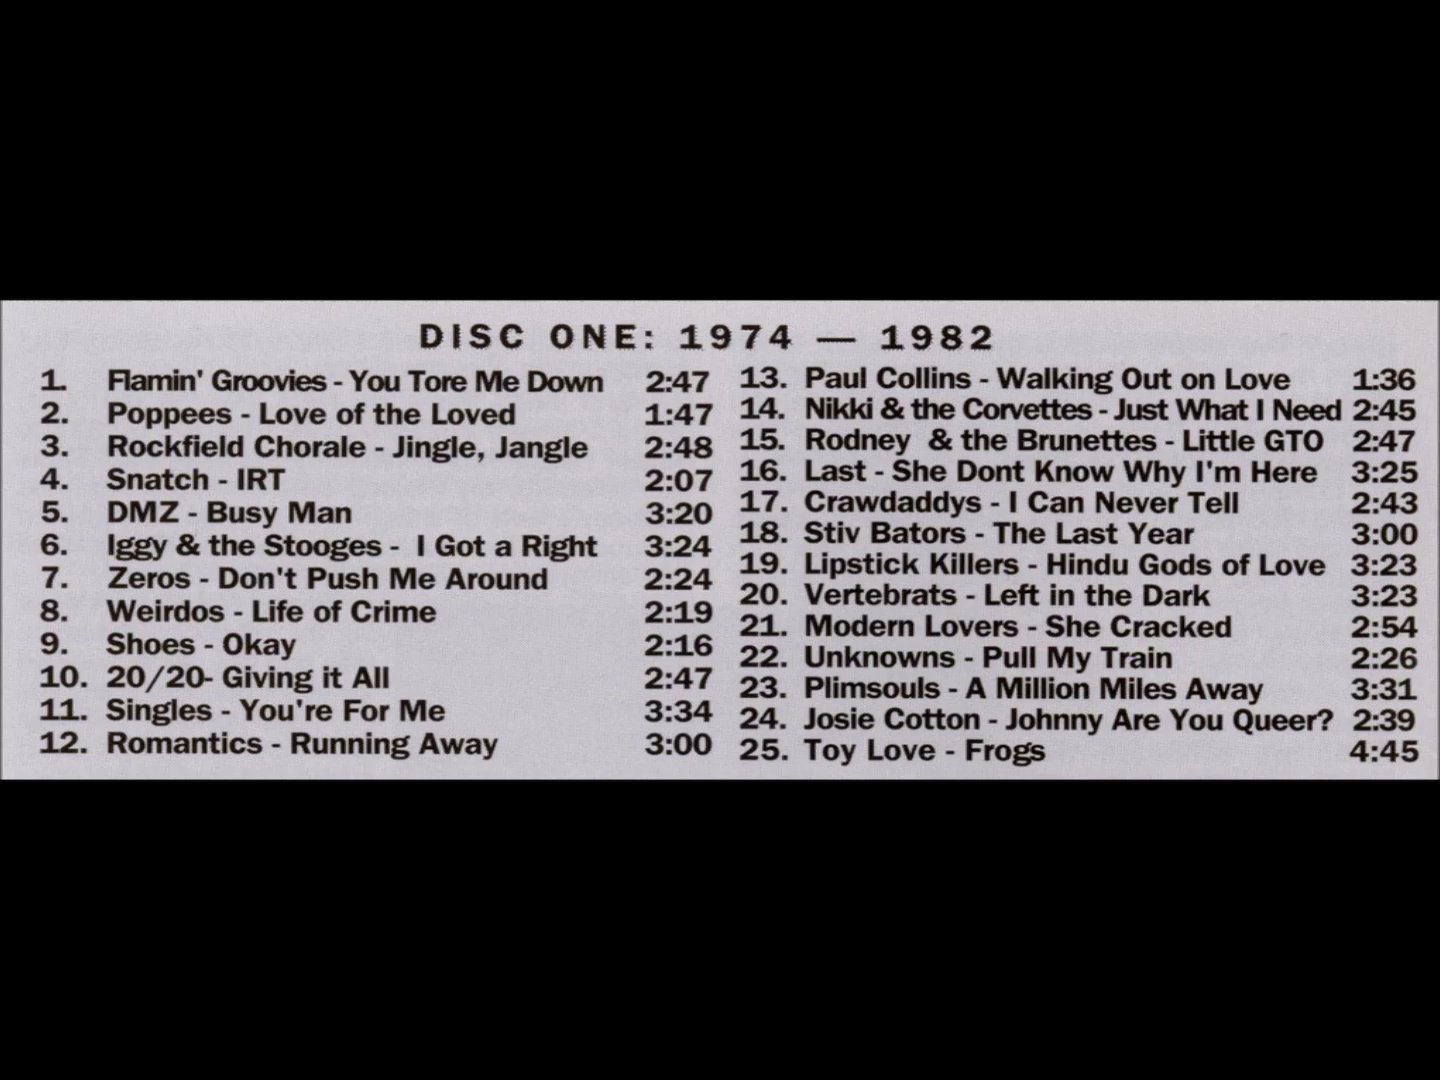 DISC ONE: 1974 — 1982
1. Flamin' Groovies - You Tore Me Down 2:47
2. Poppees - Love of the Loved 1:47
3. Rockfield Chorale - Jingle, Jangle 2:48
4. Snatch - IRT 2:07
5. DMZ - Busy Man 3:20
6. Iggy & the Stooges - I Got a Right 3:24
7. Zeros - Don't Push Me Around 2:24
8. Weirdos - Life of Crime 2:19
9. Shoes - Okay 2:16
10. 20/20- Giving it All 2:47
11. Singles - You're For Me 3:34
12. Romantics - Running Away 3:00
13. Paul Collins - Walking Out on Love 1:36
14. Nikki & the Corvettes - Just What I Need 2:45
15. Rodney & the Brunettes - Little GTO 2:47
16. Last - She Dont Know Why I'm Here 3:25
17. Crawdaddys - I Can Never Tell 2:43
18. Stiv Bators - The Last Year 3:00
19. Lipstick Killers - Hindu Gods of Love 3:23
20. Vertebrats - Left in the Dark 3:23
21. Modern Lovers - She Cracked 2:54
22. Unknowns - Pull My Train 2:26
23. Plimsouls - A Million Miles Away 3:31
24. Josie Cotton - Johnny Are You Queer? 2:39
25. Toy Love - Frogs 4:45